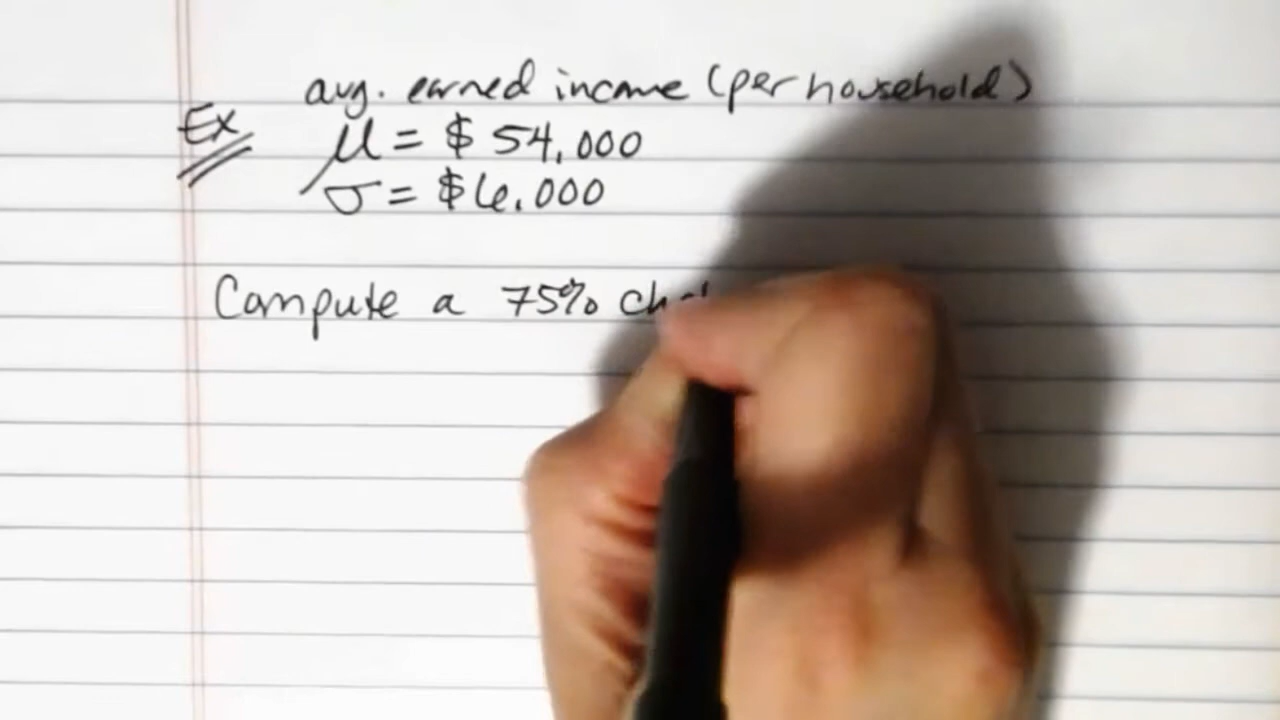 avg. earned income (per household)
Ex μ = $ 54,000
σ = $6,000
Compute a 75%